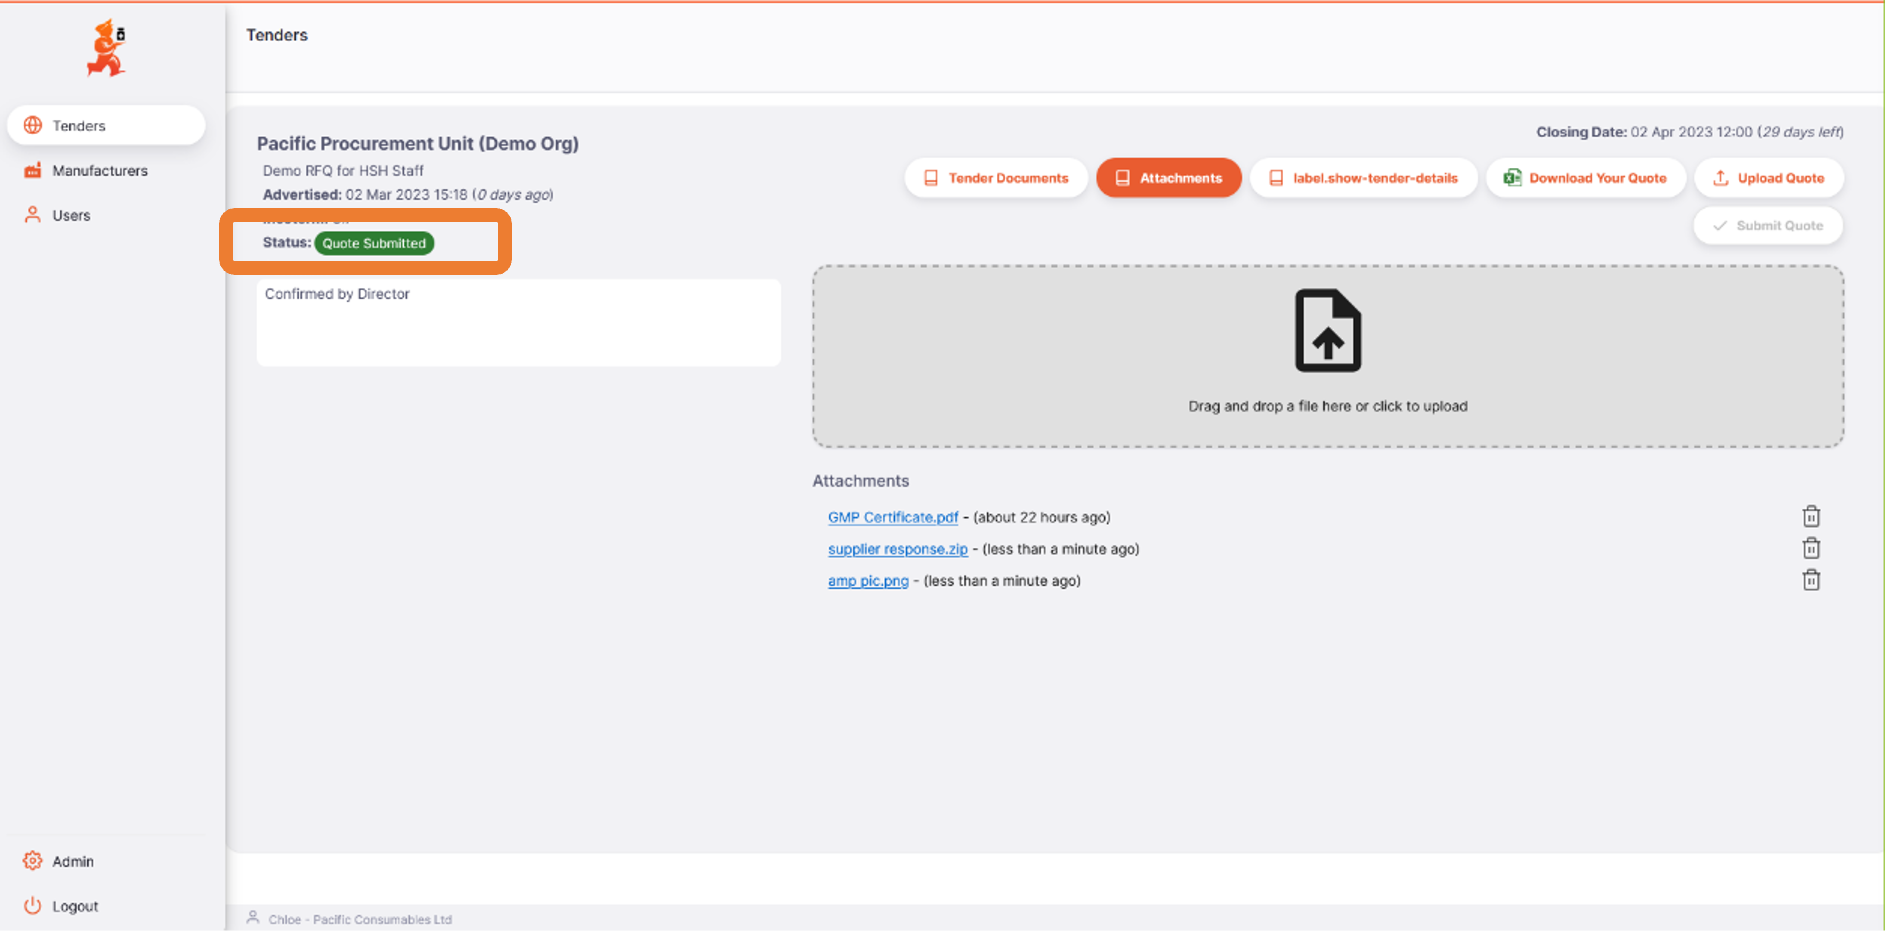 Tenders
Tenders
Manufacturers
Users
Pacific Procurement Unit (Demo Org)
Demo RFQ for HSH Staff
Advertised: 02 Mar 2023 15:18 (0 days ago)
Status: Quote Submitted
Confirmed by Director
Closing Date: 02 Apr 2023 12:00 (29 days left)
Tender Documents
Attachments
label.show-tender-details
Download Your Quote
Upload Quote
Submit Quote
Drag and drop a file here or click to upload
Attachments
GMP Certificate.pdf - (about 22 hours ago)
supplier response.zip - (less than a minute ago)
amp pic.png - (less than a minute ago)
Admin
Logout
Chloe - Pacific Consumables Ltd